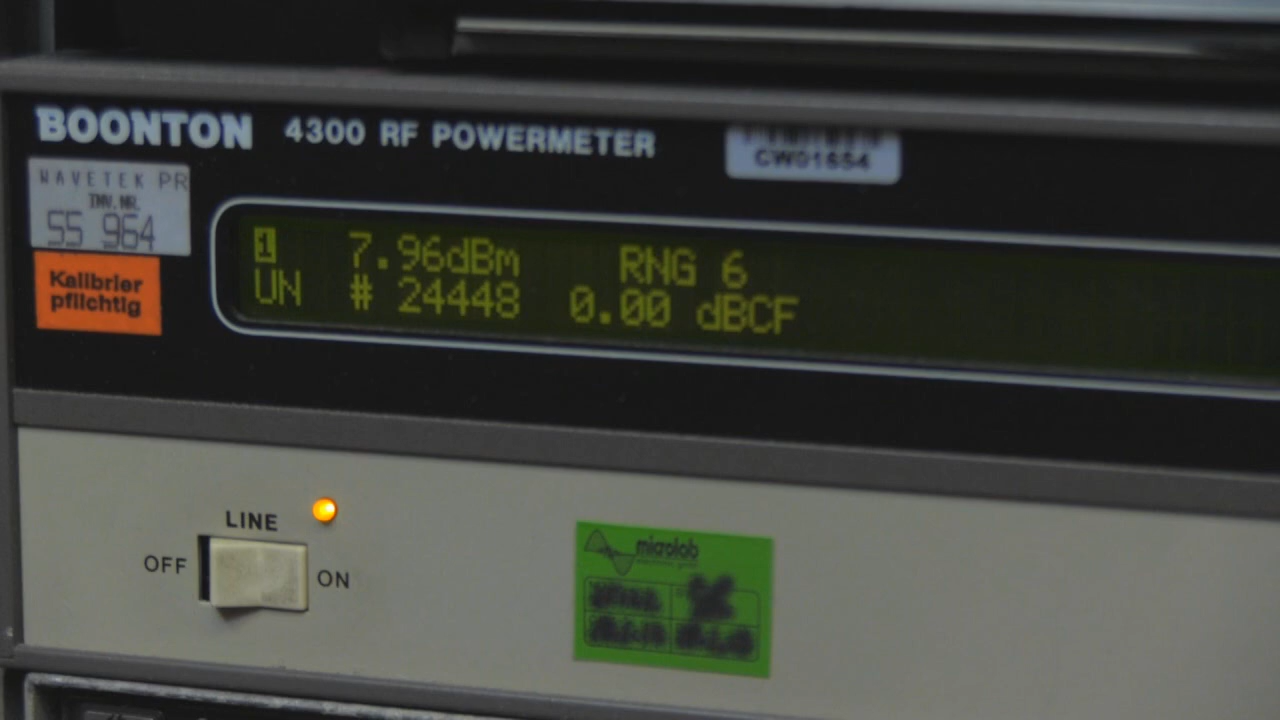 BOONTON 4300 RF POWERMETER
CW01654
WAVETEK PR
INV.NR.
SS 964
Kalibrier
pflichtig
1 7.96dBm RNG 6
UN # 24448 0.00 dBCF
LINE
OFF ON
microlab